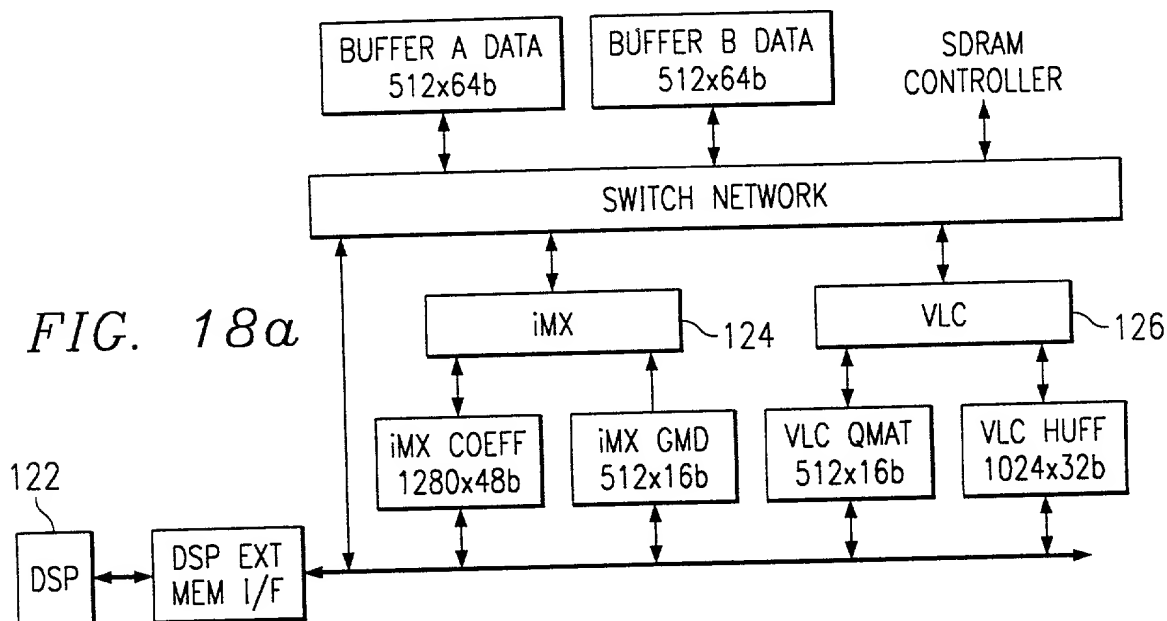 BUFFER A DATA
512x64b
BUFFER B DATA
512x64b
SDRAM
CONTROLLER
SWITCH NETWORK
FIG. 18a
iMX
124
VLC
126
iMX COEFF
1280x48b
iMX GMD
512x16b
VLC QMAT
512x16b
VLC HUFF
1024x32b
122
DSP
DSP EXT
MEM I/F